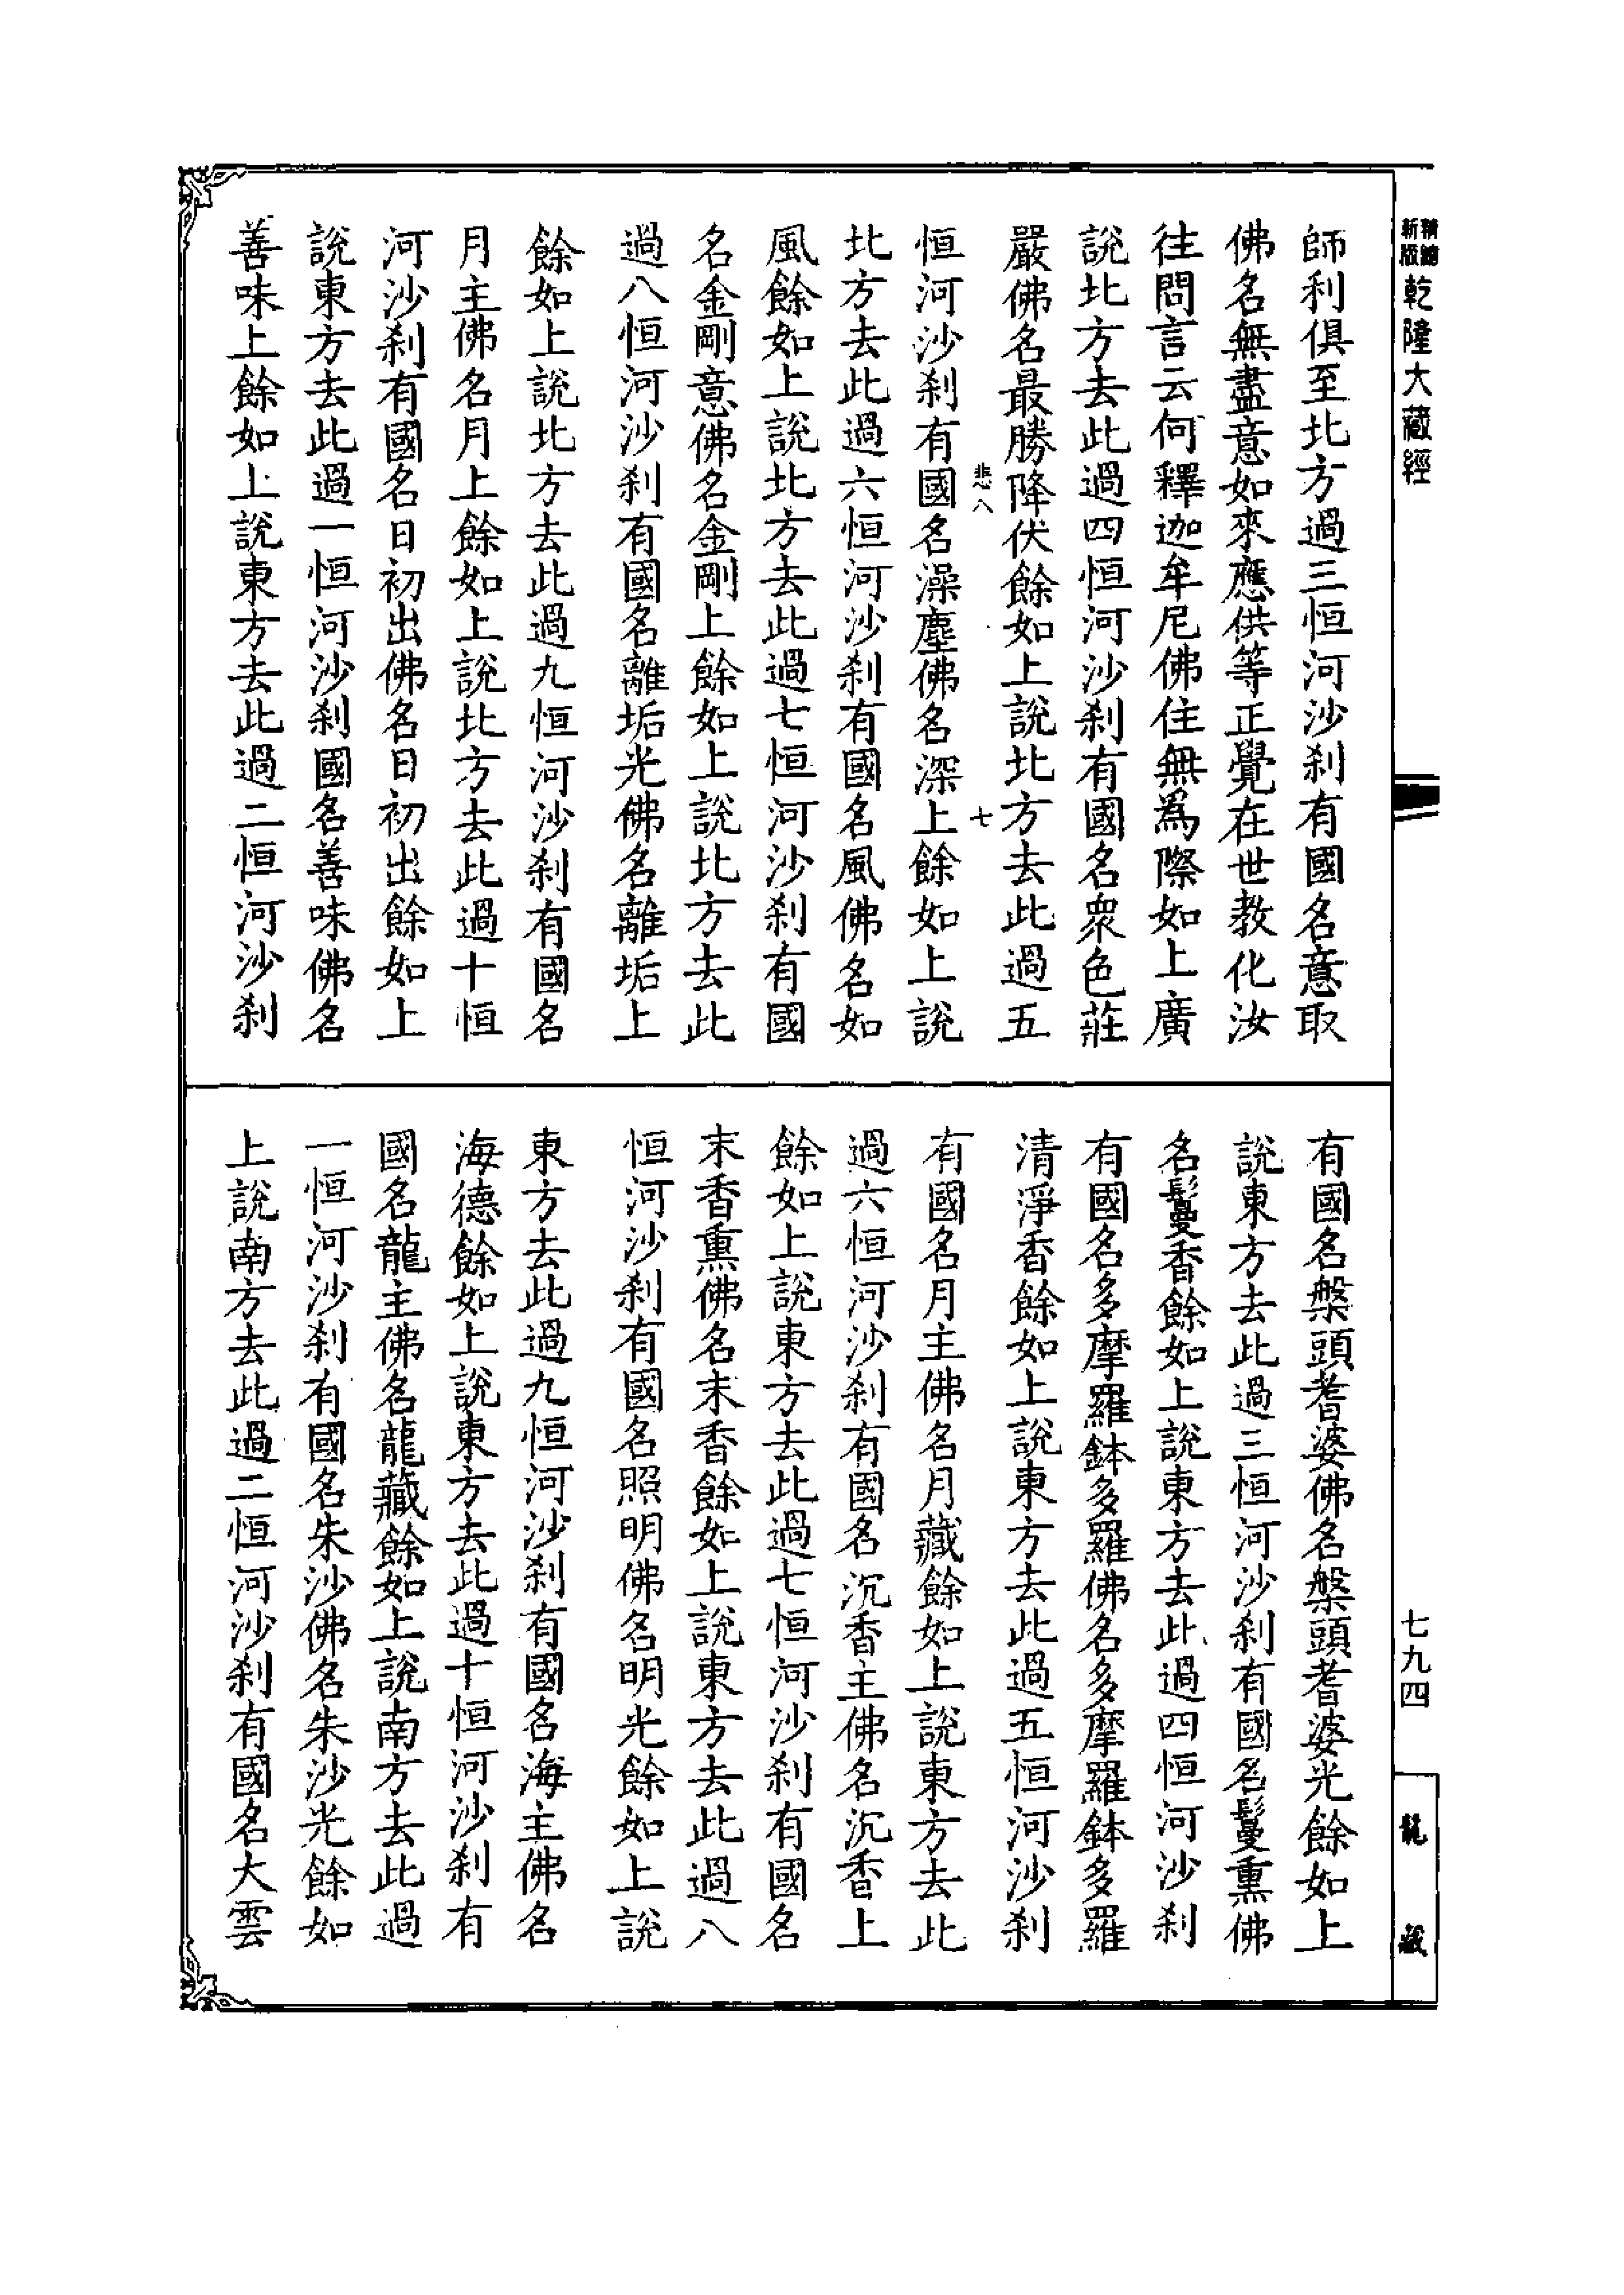 精編新版
乾隆大藏經
七九四
龍藏
師利俱至北方過三恒河沙剎有國名意取
佛名無盡意如來應供等正覺在世教化汝
往問言云何釋迦牟尼佛住無為際如上廣
說北方去此過四恒河沙剎有國名眾色莊
嚴佛名最勝降伏餘如上說北方去此過五
悲八 七
恒河沙剎有國名澡塵佛名深上餘如上說
北方去此過六恒河沙剎有國名風佛名如
風餘如上說北方去此過七恒河沙剎有國
名金剛意佛名金剛上餘如上說北方去此
過八恒河沙剎有國名離垢光佛名離垢上
餘如上說北方去此過九恒河沙剎有國名
月主佛名月上餘如上說北方去此過十恒
河沙剎有國名日初出佛名日初出餘如上
說東方去此過一恒河沙剎國名善味佛名
善味上餘如上說東方去此過二恒河沙剎
有國名槃頭耆婆佛名槃頭耆婆光餘如上
說東方去此過三恒河沙剎有國名鬘熏佛
名鬘香餘如上說東方去此過四恒河沙剎
有國名多摩羅鉢多羅佛名多摩羅鉢多羅
清淨香餘如上說東方去此過五恒河沙剎
有國名月主佛名月藏餘如上說東方去此
過六恒河沙剎有國名沉香主佛名沉香上
餘如上說東方去此過七恒河沙剎有國名
末香熏佛名末香餘如上說東方去此過八
恒河沙剎有國名照明佛名明光餘如上說
東方去此過九恒河沙剎有國名海主佛名
海德餘如上說東方去此過十恒河沙剎有
國名龍主佛名龍藏餘如上說南方去此過
一恒河沙剎有國名朱沙佛名朱沙光餘如
上說南方去此過二恒河沙剎有國名大雲